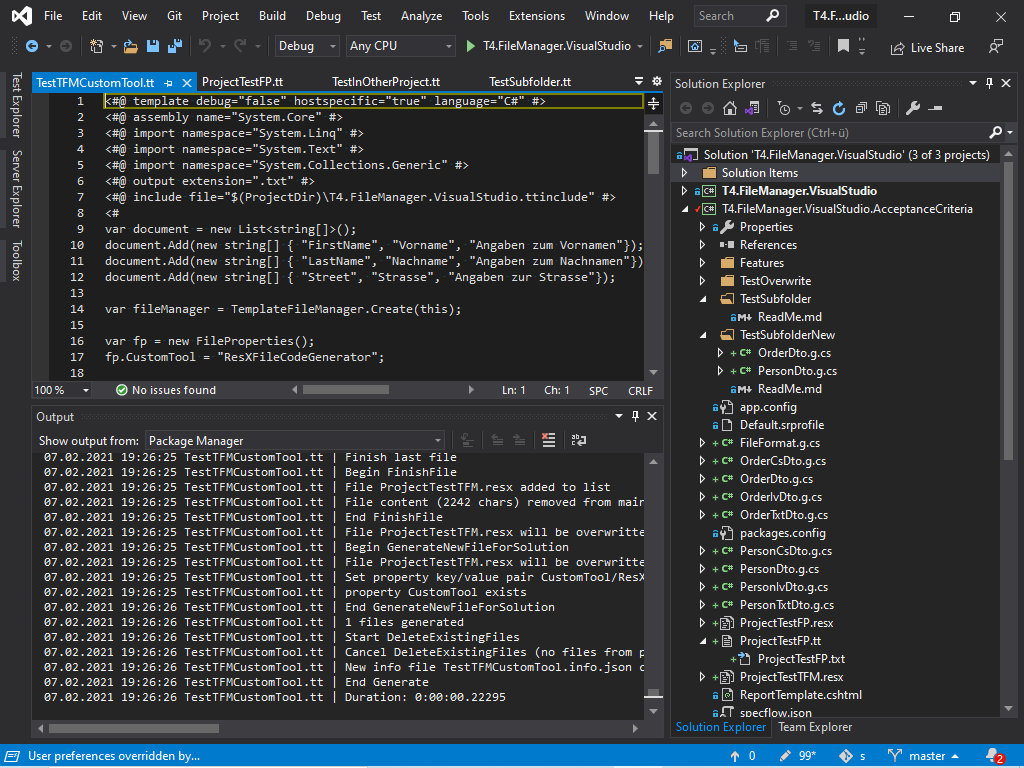 File Edit View Git Project Build Debug Test Analyze Tools Extensions Window Help Search T4.F...udio
Debug Any CPU T4.FileManager.VisualStudio Live Share
Test Explorer
Server Explorer
Toolbox
TestTFMCustomTool.tt ProjectTestFP.tt TestInOtherProject.tt TestSubfolder.tt
1 <#@ template debug="false" hostspecific="true" language="C#" #>
2 <#@ assembly name="System.Core" #>
3 <#@ import namespace="System.Linq" #>
4 <#@ import namespace="System.Text" #>
5 <#@ import namespace="System.Collections.Generic" #>
6 <#@ output extension=".txt" #>
7 <#@ include file="$(ProjectDir)\T4.FileManager.VisualStudio.ttinclude" #>
8 <#
9 var document = new List<string[]>();
10 document.Add(new string[] { "FirstName", "Vorname", "Angaben zum Vornamen"});
11 document.Add(new string[] { "LastName", "Nachname", "Angaben zum Nachnamen"})
12 document.Add(new string[] { "Street", "Strasse", "Angaben zur Strasse"});
13
14 var fileManager = TemplateFileManager.Create(this);
15
16 var fp = new FileProperties();
17 fp.CustomTool = "ResXFileCodeGenerator";
18
100 % No issues found Ln: 1 Ch: 1 SPC CRLF
Output
Show output from: Package Manager
07.02.2021 19:26:25 TestTFMCustomTool.tt | Finish last file
07.02.2021 19:26:25 TestTFMCustomTool.tt | Begin FinishFile
07.02.2021 19:26:25 TestTFMCustomTool.tt | File ProjectTestTFM.resx added to list
07.02.2021 19:26:25 TestTFMCustomTool.tt | File content (2242 chars) removed from main
07.02.2021 19:26:25 TestTFMCustomTool.tt | End FinishFile
07.02.2021 19:26:25 TestTFMCustomTool.tt | File ProjectTestTFM.resx will be overwritte
07.02.2021 19:26:25 TestTFMCustomTool.tt | Begin GenerateNewFileForSolution
07.02.2021 19:26:25 TestTFMCustomTool.tt | File ProjectTestTFM.resx will be overwritte
07.02.2021 19:26:25 TestTFMCustomTool.tt | Set property key/value pair CustomTool/ResX
07.02.2021 19:26:26 TestTFMCustomTool.tt | property CustomTool exists
07.02.2021 19:26:26 TestTFMCustomTool.tt | End GenerateNewFileForSolution
07.02.2021 19:26:26 TestTFMCustomTool.tt | 1 files generated
07.02.2021 19:26:26 TestTFMCustomTool.tt | Start DeleteExistingFiles
07.02.2021 19:26:26 TestTFMCustomTool.tt | Cancel DeleteExistingFiles (no files from p
07.02.2021 19:26:26 TestTFMCustomTool.tt | New info file TestTFMCustomTool.info.json c
07.02.2021 19:26:26 TestTFMCustomTool.tt | End Generate
07.02.2021 19:26:26 TestTFMCustomTool.tt | Duration: 0:00:00.22295
Solution Explorer
Search Solution Explorer (Ctrl+ü)
Solution 'T4.FileManager.VisualStudio' (3 of 3 projects)
Solution Items
T4.FileManager.VisualStudio
T4.FileManager.VisualStudio.AcceptanceCriteria
Properties
References
Features
TestOverwrite
TestSubfolder
ReadMe.md
TestSubfolderNew
OrderDto.g.cs
PersonDto.g.cs
ReadMe.md
app.config
Default.srprofile
FileFormat.g.cs
OrderCsDto.g.cs
OrderDto.g.cs
OrderIvDto.g.cs
OrderTxtDto.g.cs
packages.config
PersonCsDto.g.cs
PersonDto.g.cs
PersonIvDto.g.cs
PersonTxtDto.g.cs
ProjectTestFP.resx
ProjectTestFP.tt
ProjectTestFP.txt
ProjectTestTFM.resx
ReportTemplate.cshtml
specflow.json
Solution Explorer Team Explorer
User preferences overridden by... 0 99* s master 2